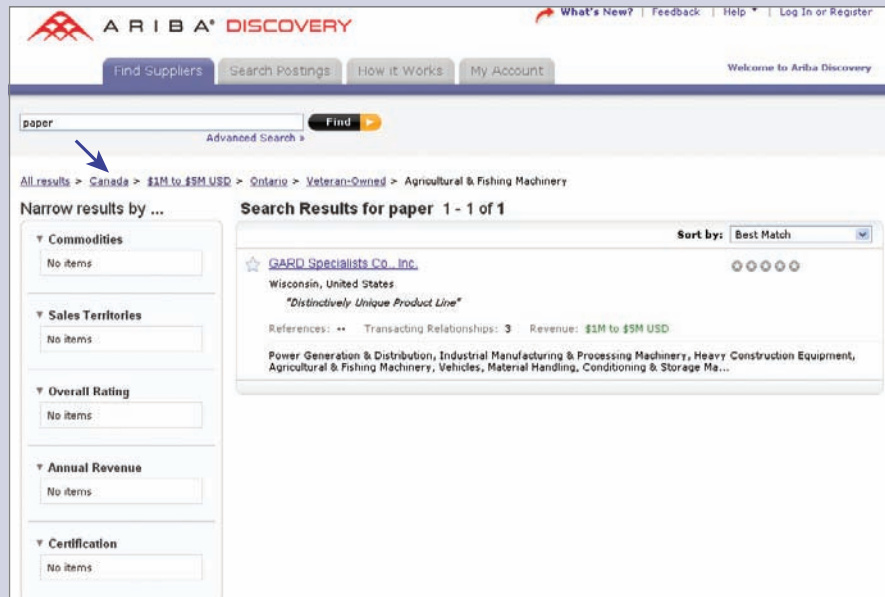 ARIBA® DISCOVERY
What's New? | Feedback | Help | Log In or Register
Find Suppliers Search Postings How it Works My Account
Welcome to Ariba Discovery
paper Find
Advanced Search »
All results > Canada > $1M to $5M USD > Ontario > Veteran-Owned > Agricultural & Fishing Machinery
Narrow results by ...
Commodities
No items
Sales Territories
No items
Overall Rating
No items
Annual Revenue
No items
Certification
No items
Search Results for paper 1 - 1 of 1
Sort by: Best Match
GARD Specialists Co., Inc.
Wisconsin, United States
"Distinctively Unique Product Line"
References: -- Transacting Relationships: 3 Revenue: $1M to $5M USD
Power Generation & Distribution, Industrial Manufacturing & Processing Machinery, Heavy Construction Equipment,
Agricultural & Fishing Machinery, Vehicles, Material Handling, Conditioning & Storage Ma...